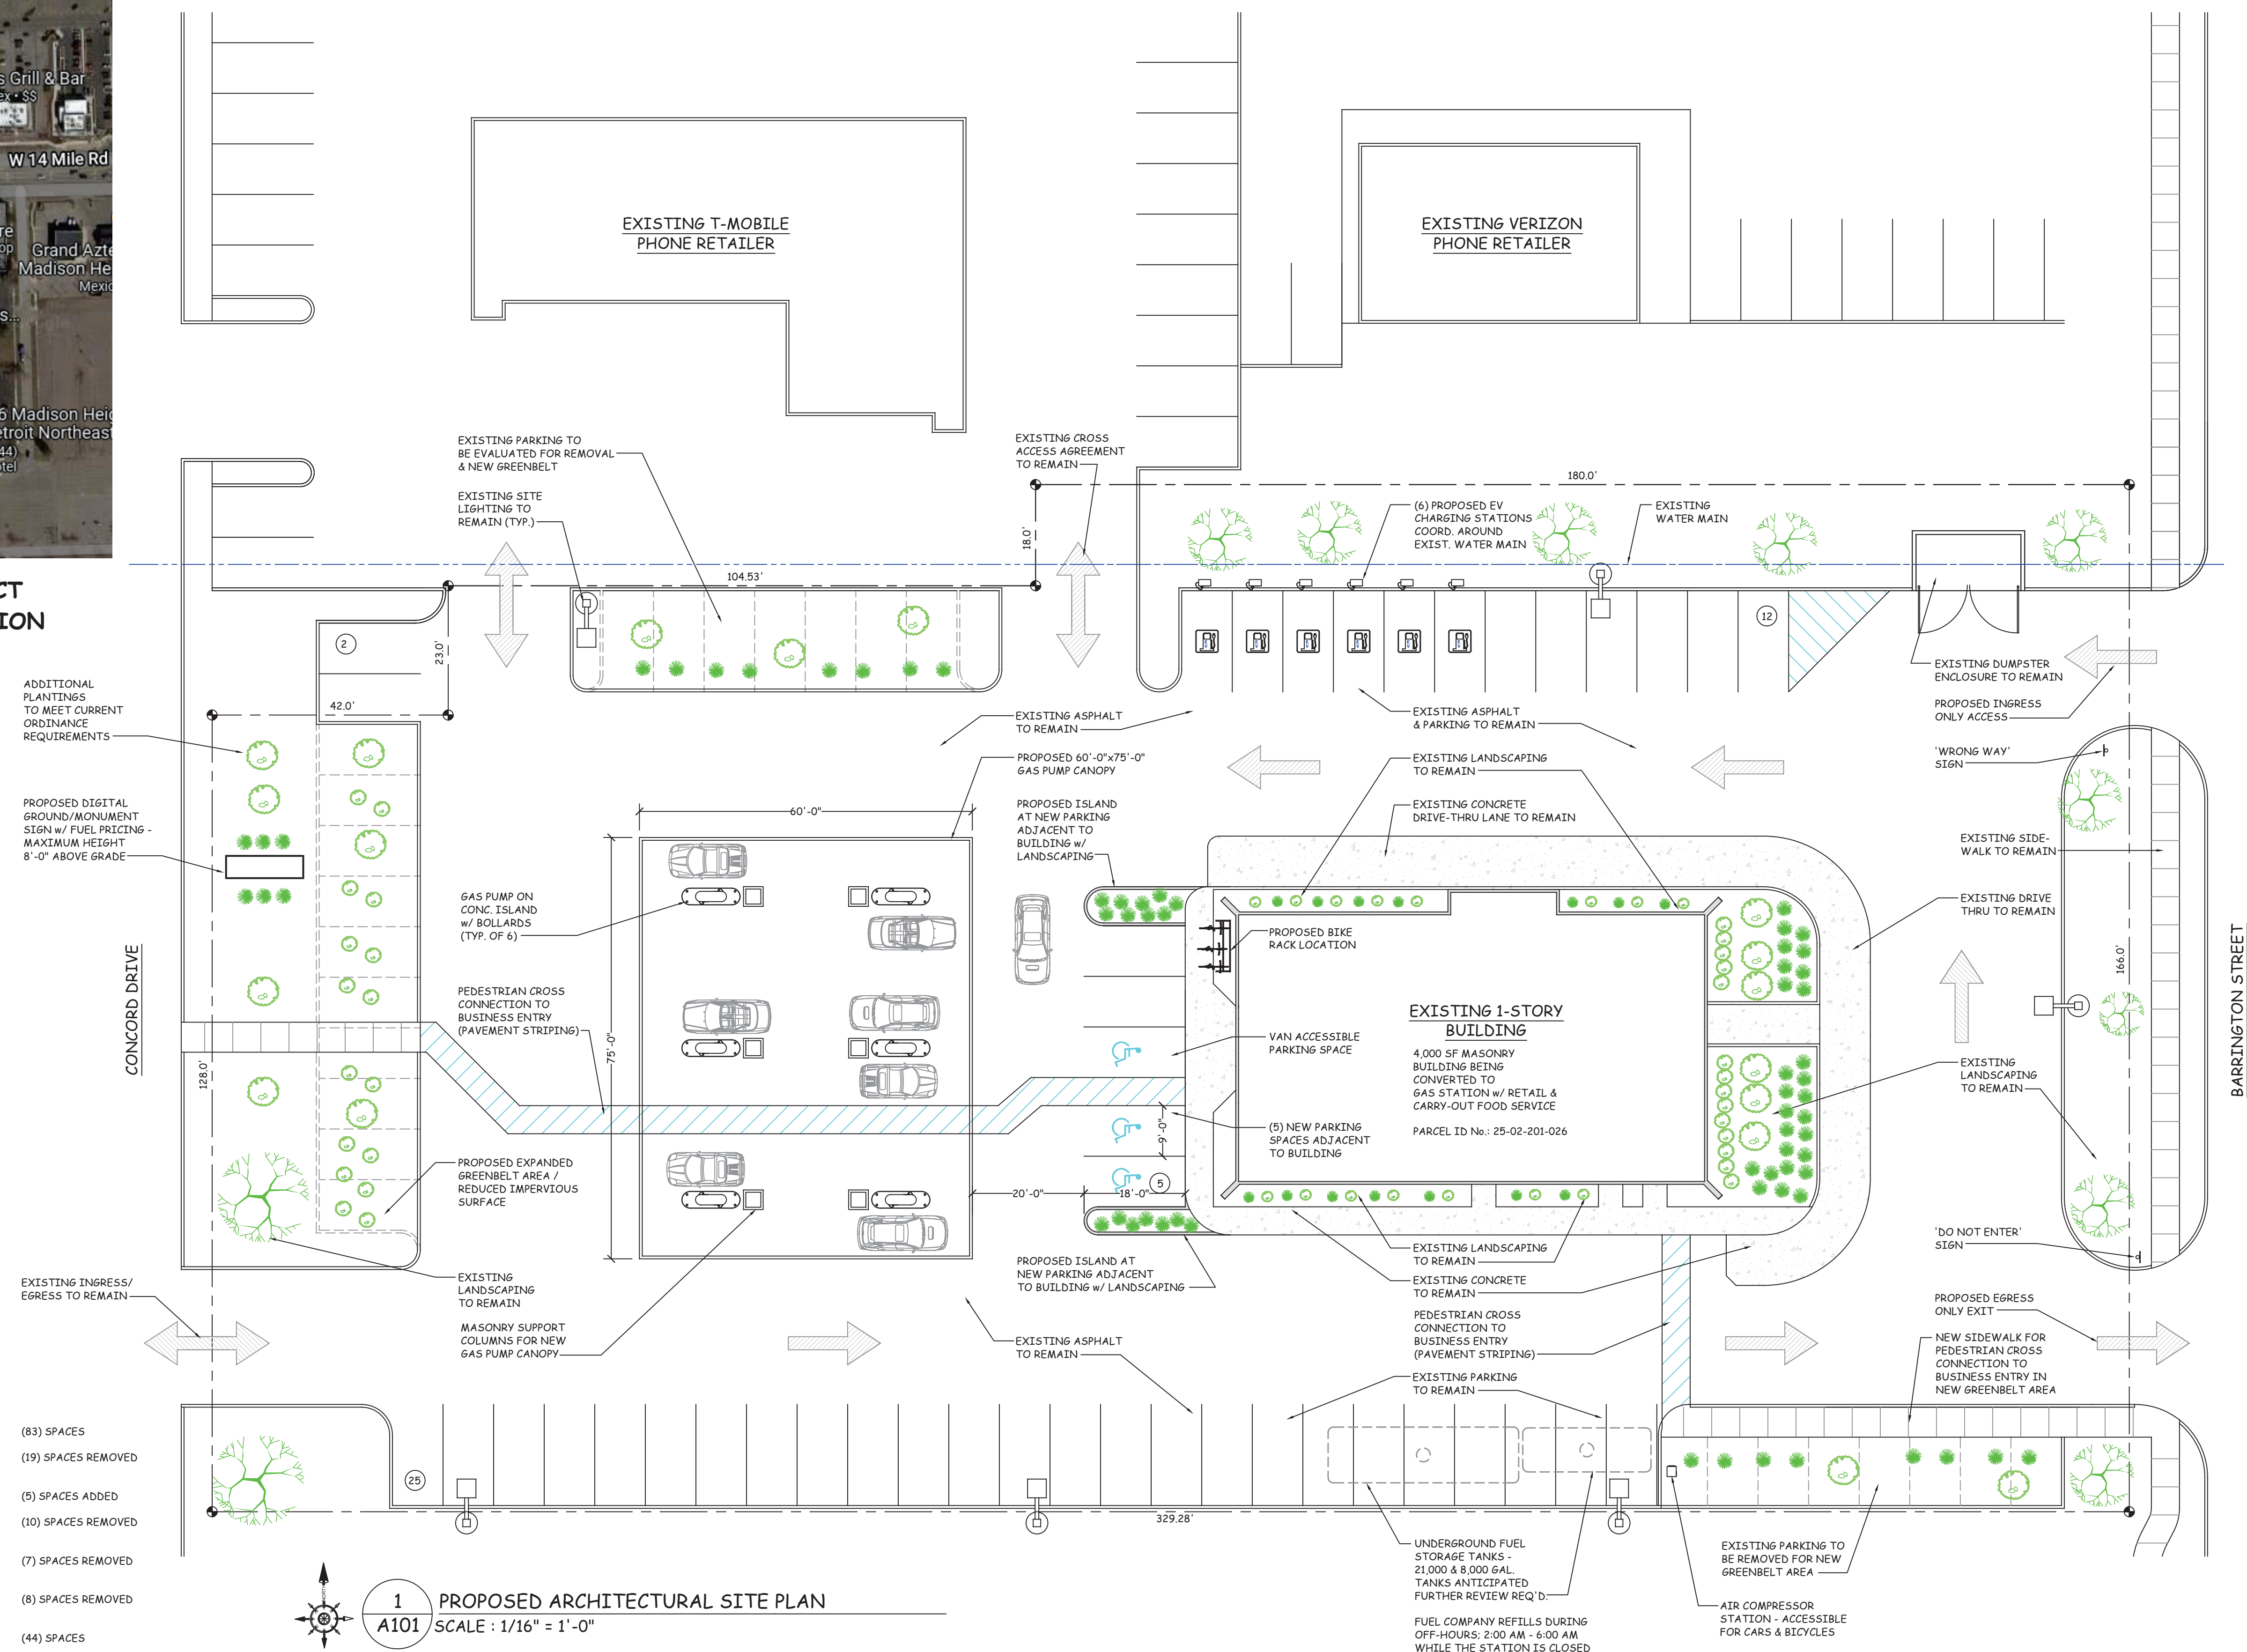 s Grill & Bar
ex • $$
W 14 Mile Rd
re
op
Grand Azte
Madison He
Mexic
s...
6 Madison Heig
etroit Northeast
44)
otel
CT
ION
EXISTING T-MOBILE
PHONE RETAILER
EXISTING VERIZON
PHONE RETAILER
EXISTING PARKING TO
BE EVALUATED FOR REMOVAL
& NEW GREENBELT
EXISTING SITE
LIGHTING TO
REMAIN (TYP.)
EXISTING CROSS
ACCESS AGREEMENT
TO REMAIN
180.0'
(6) PROPOSED EV
CHARGING STATIONS
COORD. AROUND
EXIST. WATER MAIN
EXISTING
WATER MAIN
18.0'
104.53'
2
23.0'
12
42.0'
ADDITIONAL
PLANTINGS
TO MEET CURRENT
ORDINANCE
REQUIREMENTS
EXISTING DUMPSTER
ENCLOSURE TO REMAIN
PROPOSED INGRESS
ONLY ACCESS
EXISTING ASPHALT
TO REMAIN
EXISTING ASPHALT
& PARKING TO REMAIN
'WRONG WAY'
SIGN
PROPOSED 60'-0"x75'-0"
GAS PUMP CANOPY
EXISTING LANDSCAPING
TO REMAIN
PROPOSED DIGITAL
GROUND/MONUMENT
SIGN w/ FUEL PRICING -
MAXIMUM HEIGHT
8'-0" ABOVE GRADE
60'-0"
PROPOSED ISLAND
AT NEW PARKING
ADJACENT TO
BUILDING w/
LANDSCAPING
EXISTING CONCRETE
DRIVE-THRU LANE TO REMAIN
EXISTING SIDE-
WALK TO REMAIN
GAS PUMP ON
CONC. ISLAND
w/ BOLLARDS
(TYP. OF 6)
EXISTING DRIVE
THRU TO REMAIN
PROPOSED BIKE
RACK LOCATION
CONCORD DRIVE
BARRINGTON STREET
166.0'
PEDESTRIAN CROSS
CONNECTION TO
BUSINESS ENTRY
(PAVEMENT STRIPING)
75'-0"
128.0'
EXISTING 1-STORY
BUILDING
4,000 SF MASONRY
BUILDING BEING
CONVERTED TO
GAS STATION w/ RETAIL &
CARRY-OUT FOOD SERVICE
PARCEL ID No.: 25-02-201-026
VAN ACCESSIBLE
PARKING SPACE
EXISTING
LANDSCAPING
TO REMAIN
(5) NEW PARKING
SPACES ADJACENT
TO BUILDING
9'-0"
PROPOSED EXPANDED
GREENBELT AREA /
REDUCED IMPERVIOUS
SURFACE
20'-0"
18'-0"
5
'DO NOT ENTER'
SIGN
EXISTING LANDSCAPING
TO REMAIN
PROPOSED ISLAND AT
NEW PARKING ADJACENT
TO BUILDING w/ LANDSCAPING
EXISTING CONCRETE
TO REMAIN
EXISTING INGRESS/
EGRESS TO REMAIN
EXISTING
LANDSCAPING
TO REMAIN
PROPOSED EGRESS
ONLY EXIT
MASONRY SUPPORT
COLUMNS FOR NEW
GAS PUMP CANOPY
EXISTING ASPHALT
TO REMAIN
PEDESTRIAN CROSS
CONNECTION TO
BUSINESS ENTRY
(PAVEMENT STRIPING)
NEW SIDEWALK FOR
PEDESTRIAN CROSS
CONNECTION TO
BUSINESS ENTRY IN
NEW GREENBELT AREA
EXISTING PARKING
TO REMAIN
(83) SPACES
(19) SPACES REMOVED
(5) SPACES ADDED
(10) SPACES REMOVED
(7) SPACES REMOVED
(8) SPACES REMOVED
(44) SPACES
25
329.28'
UNDERGROUND FUEL
STORAGE TANKS -
21,000 & 8,000 GAL.
TANKS ANTICIPATED
FURTHER REVIEW REQ'D.
FUEL COMPANY REFILLS DURING
OFF-HOURS; 2:00 AM - 6:00 AM
WHILE THE STATION IS CLOSED
EXISTING PARKING TO
BE REMOVED FOR NEW
GREENBELT AREA
AIR COMPRESSOR
STATION - ACCESSIBLE
FOR CARS & BICYCLES
NORTH
1
A101
PROPOSED ARCHITECTURAL SITE PLAN
SCALE : 1/16" = 1'-0"